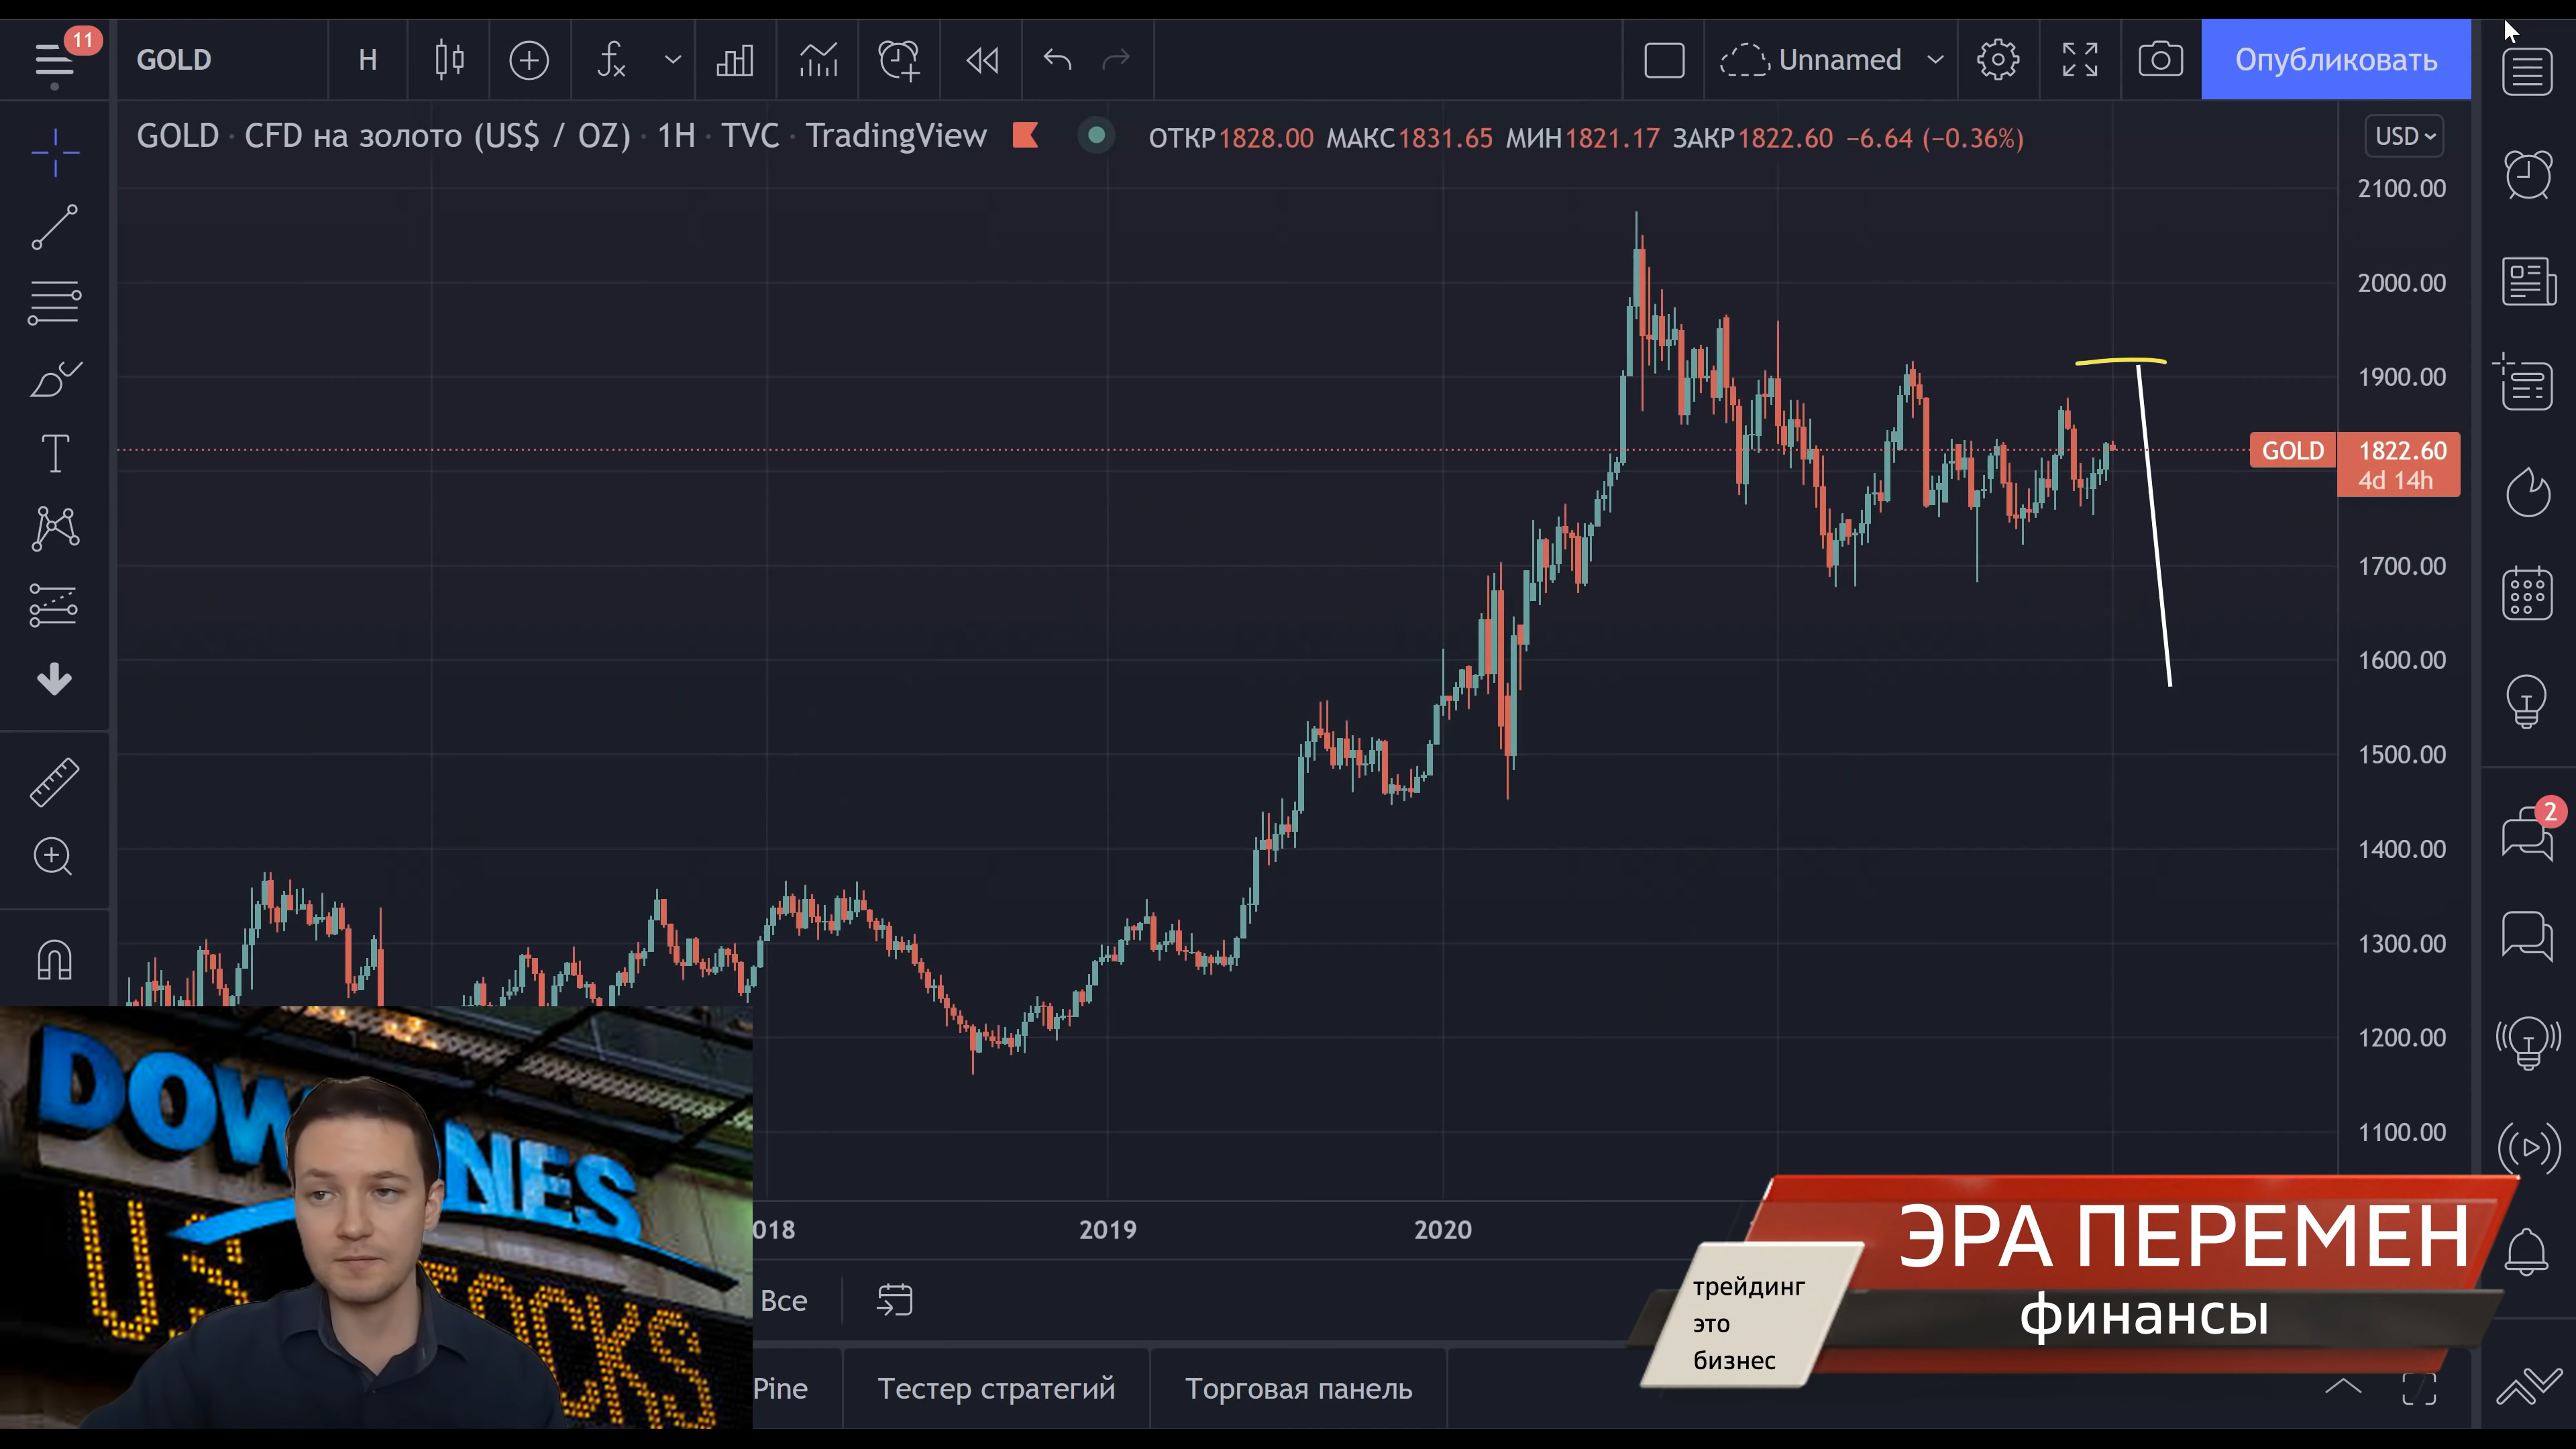 11
GOLD
Н
Unnamed
Опубликовать
GOLD · CFD на золото (US$ / OZ) · 1Н · TVC · TradingView
ОТКР1828.00 МАКС1831.65 МИН1821.17 ЗАКР1822.60 −6.64 (−0.36%)
USD
2100.00
2000.00
1900.00
GOLD
1822.60
4d 14h
1700.00
1600.00
1500.00
1400.00
1300.00
1200.00
1100.00
2
018
2019
2020
Все
Pine
Тестер стратегий
Торговая панель
ЭРА ПЕРЕМЕН
финансы
трейдинг
это
бизнес